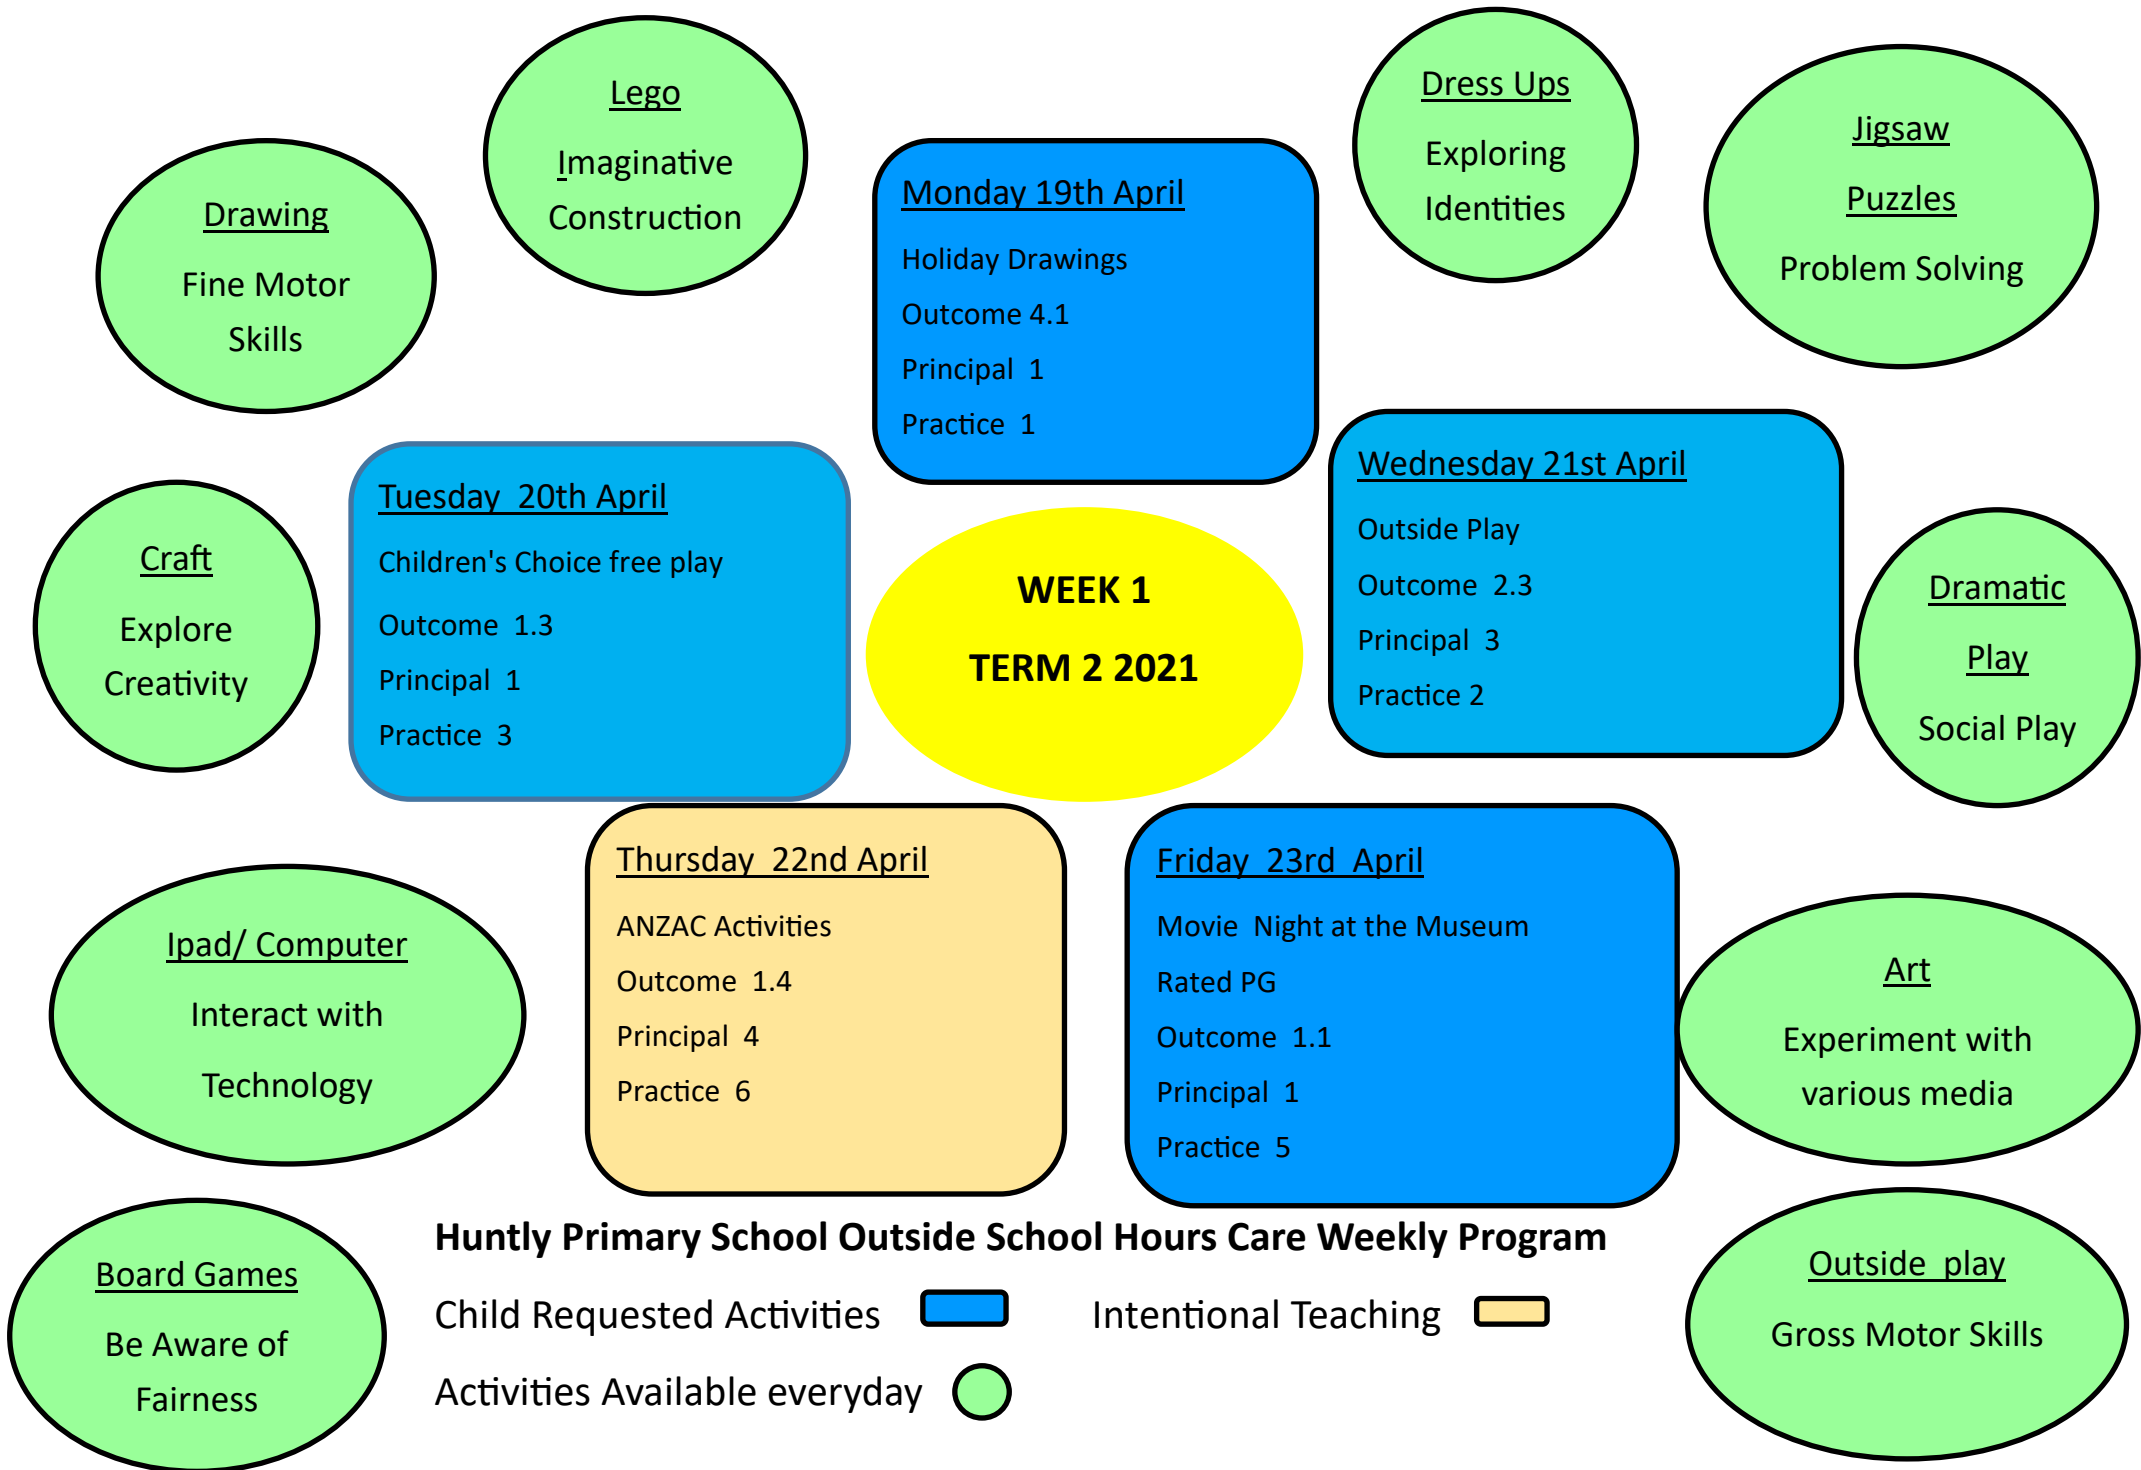 Lego
Imaginative
Construction
Dress Ups
Exploring
Identities
Jigsaw
Puzzles
Problem Solving
Drawing
Fine Motor
Skills
Monday 19th April
Holiday Drawings
Outcome 4.1
Principal  1
Practice  1
Tuesday  20th April
Children's Choice free play
Outcome  1.3
Principal  1
Practice  3
WEEK 1
TERM 2 2021
Wednesday 21st April
Outside Play
Outcome  2.3
Principal  3
Practice 2
Craft
Explore
Creativity
Dramatic
Play
Social Play
Thursday  22nd April
ANZAC Activities
Outcome  1.4
Principal  4
Practice  6
Friday  23rd  April
Movie  Night at the Museum
Rated PG
Outcome  1.1
Principal  1
Practice  5
Ipad/ Computer
Interact with
Technology
Art
Experiment with
various media
Board Games
Be Aware of
Fairness
Huntly Primary School Outside School Hours Care Weekly Program
Child Requested Activities
Intentional Teaching
Activities Available everyday
Outside  play
Gross Motor Skills